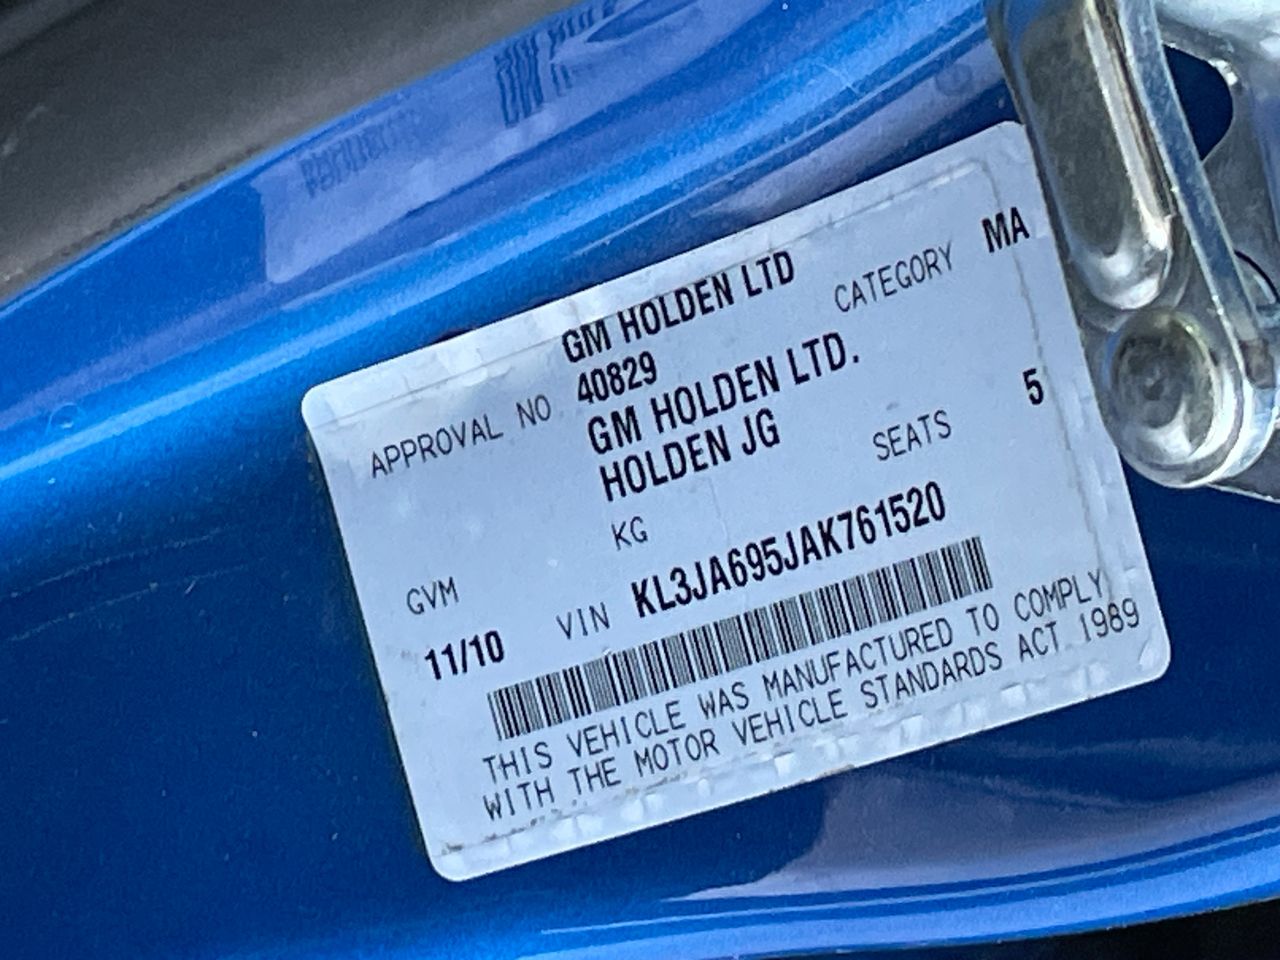 GM HOLDEN LTD
APPROVAL NO 40829 CATEGORY MA
GM HOLDEN LTD.
HOLDEN JG SEATS 5
GVM KG
11/10 VIN KL3JA695JAK761520
THIS VEHICLE WAS MANUFACTURED TO COMPLY
WITH THE MOTOR VEHICLE STANDARDS ACT 1989